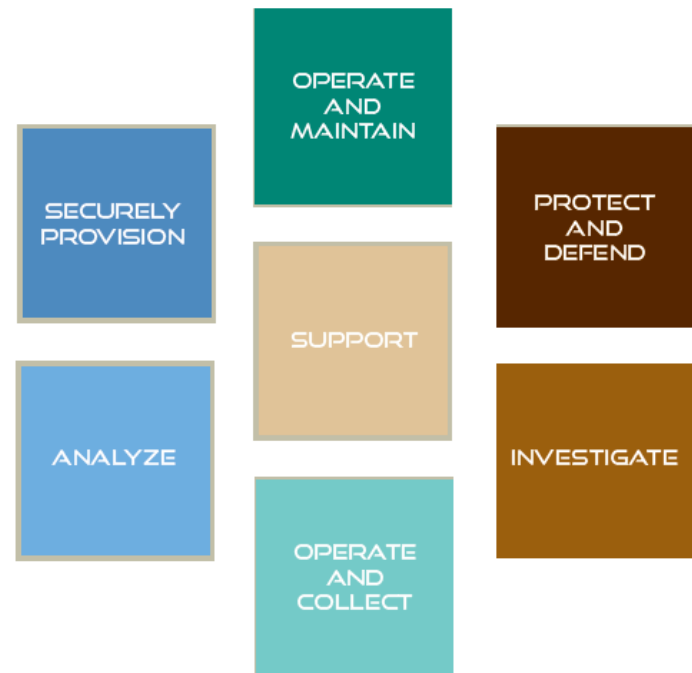 OPERATE
AND
MAINTAIN
SECURELY
PROVISION
PROTECT
AND
DEFEND
SUPPORT
ANALYZE
INVESTIGATE
OPERATE
AND
COLLECT